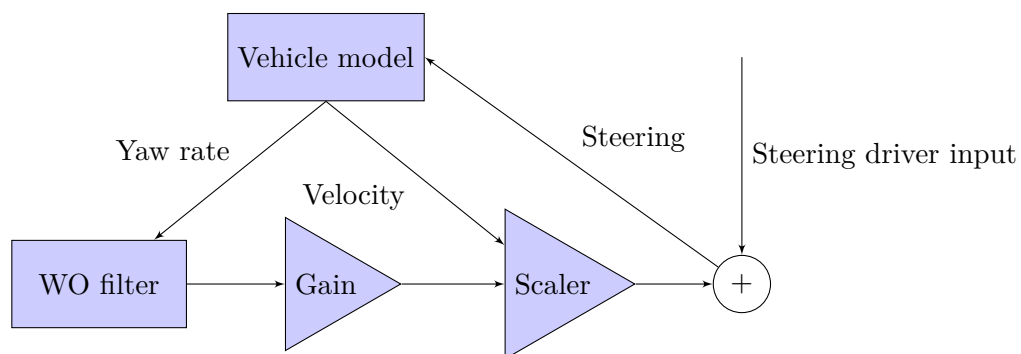 Vehicle model
Steering
Yaw rate
Steering driver input
Velocity
WO filter
Gain
Scaler
+